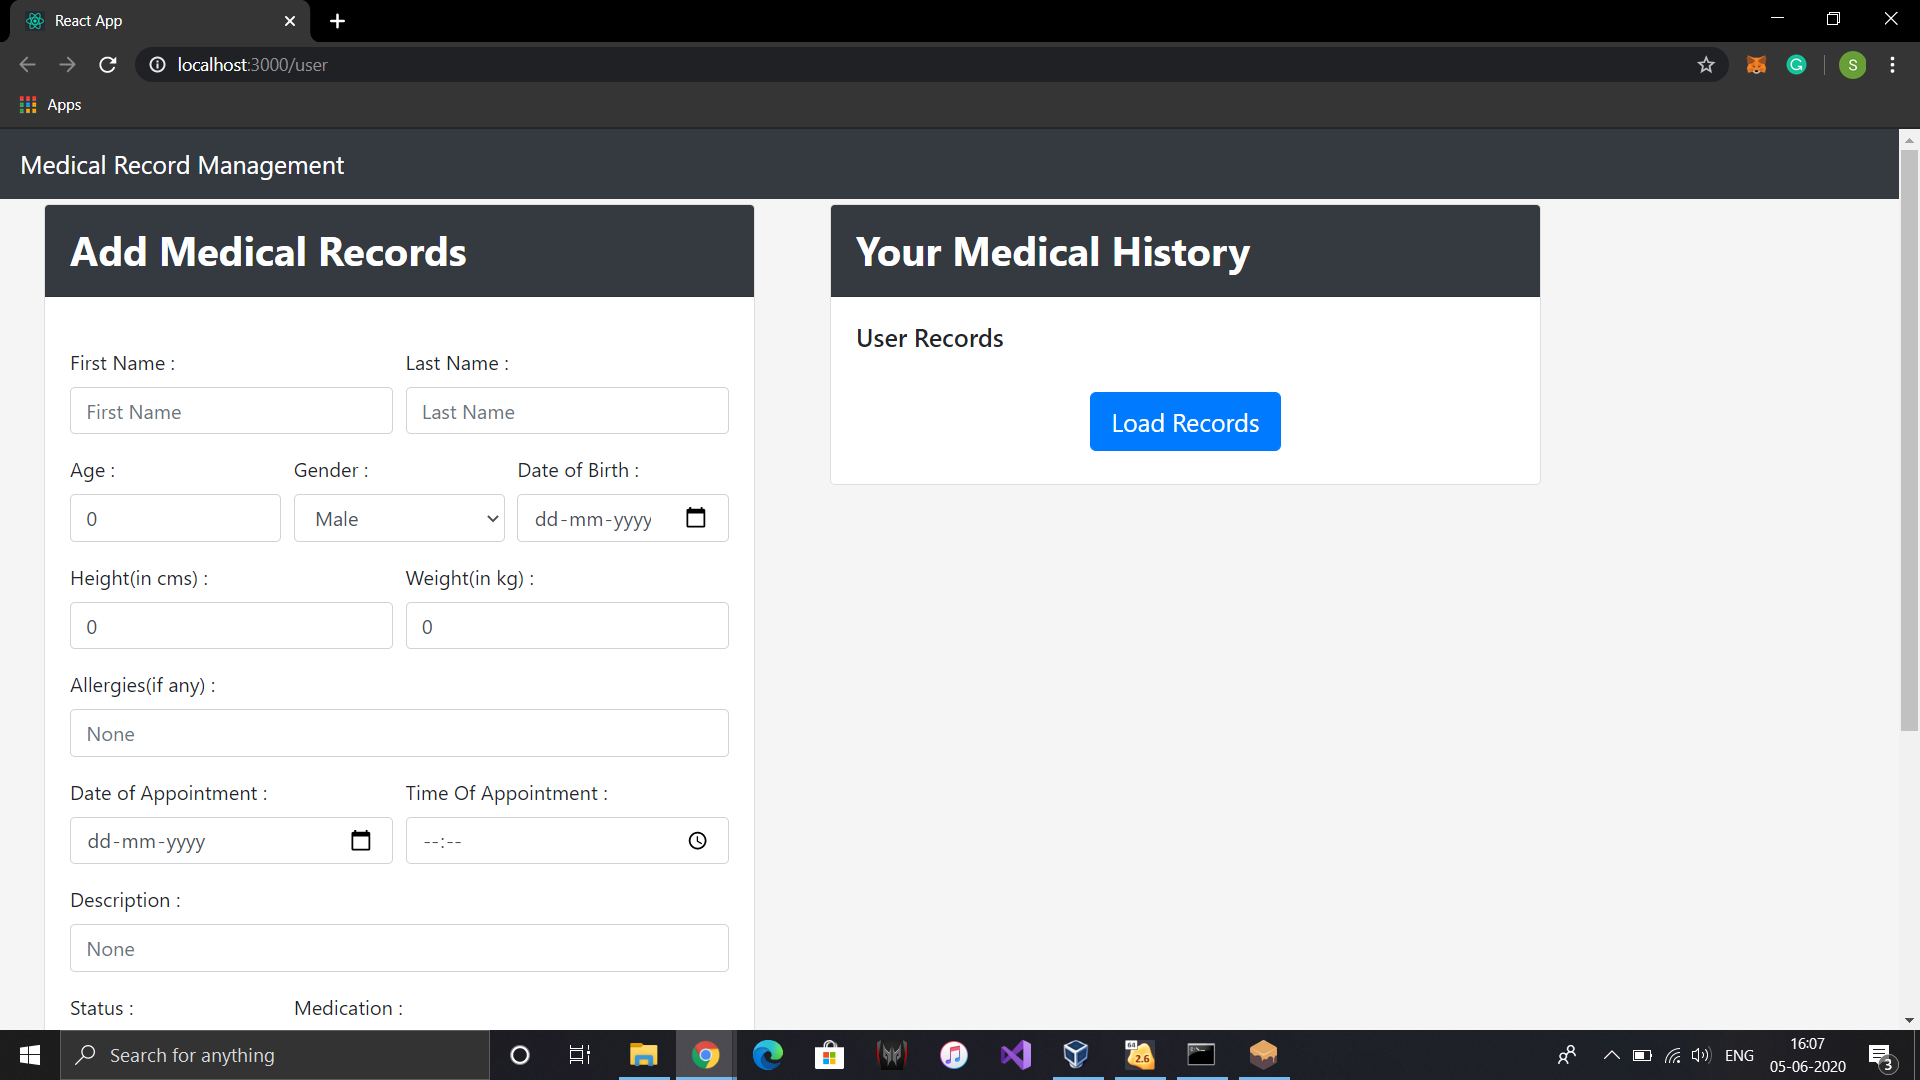 React App
localhost:3000/user
S
Apps
Medical Record Management
Add Medical Records
First Name :
Last Name :
First Name
Last Name
Age :
Gender :
Date of Birth :
0
Male
dd-mm-yyyy
Height(in cms) :
Weight(in kg) :
0
0
Allergies(if any) :
None
Date of Appointment :
Time Of Appointment :
dd-mm-yyyy
--:--
Description :
None
Status :
Medication :
Your Medical History
User Records
Load Records
Search for anything
64
2.6
ENG
16:07
05-06-2020
3